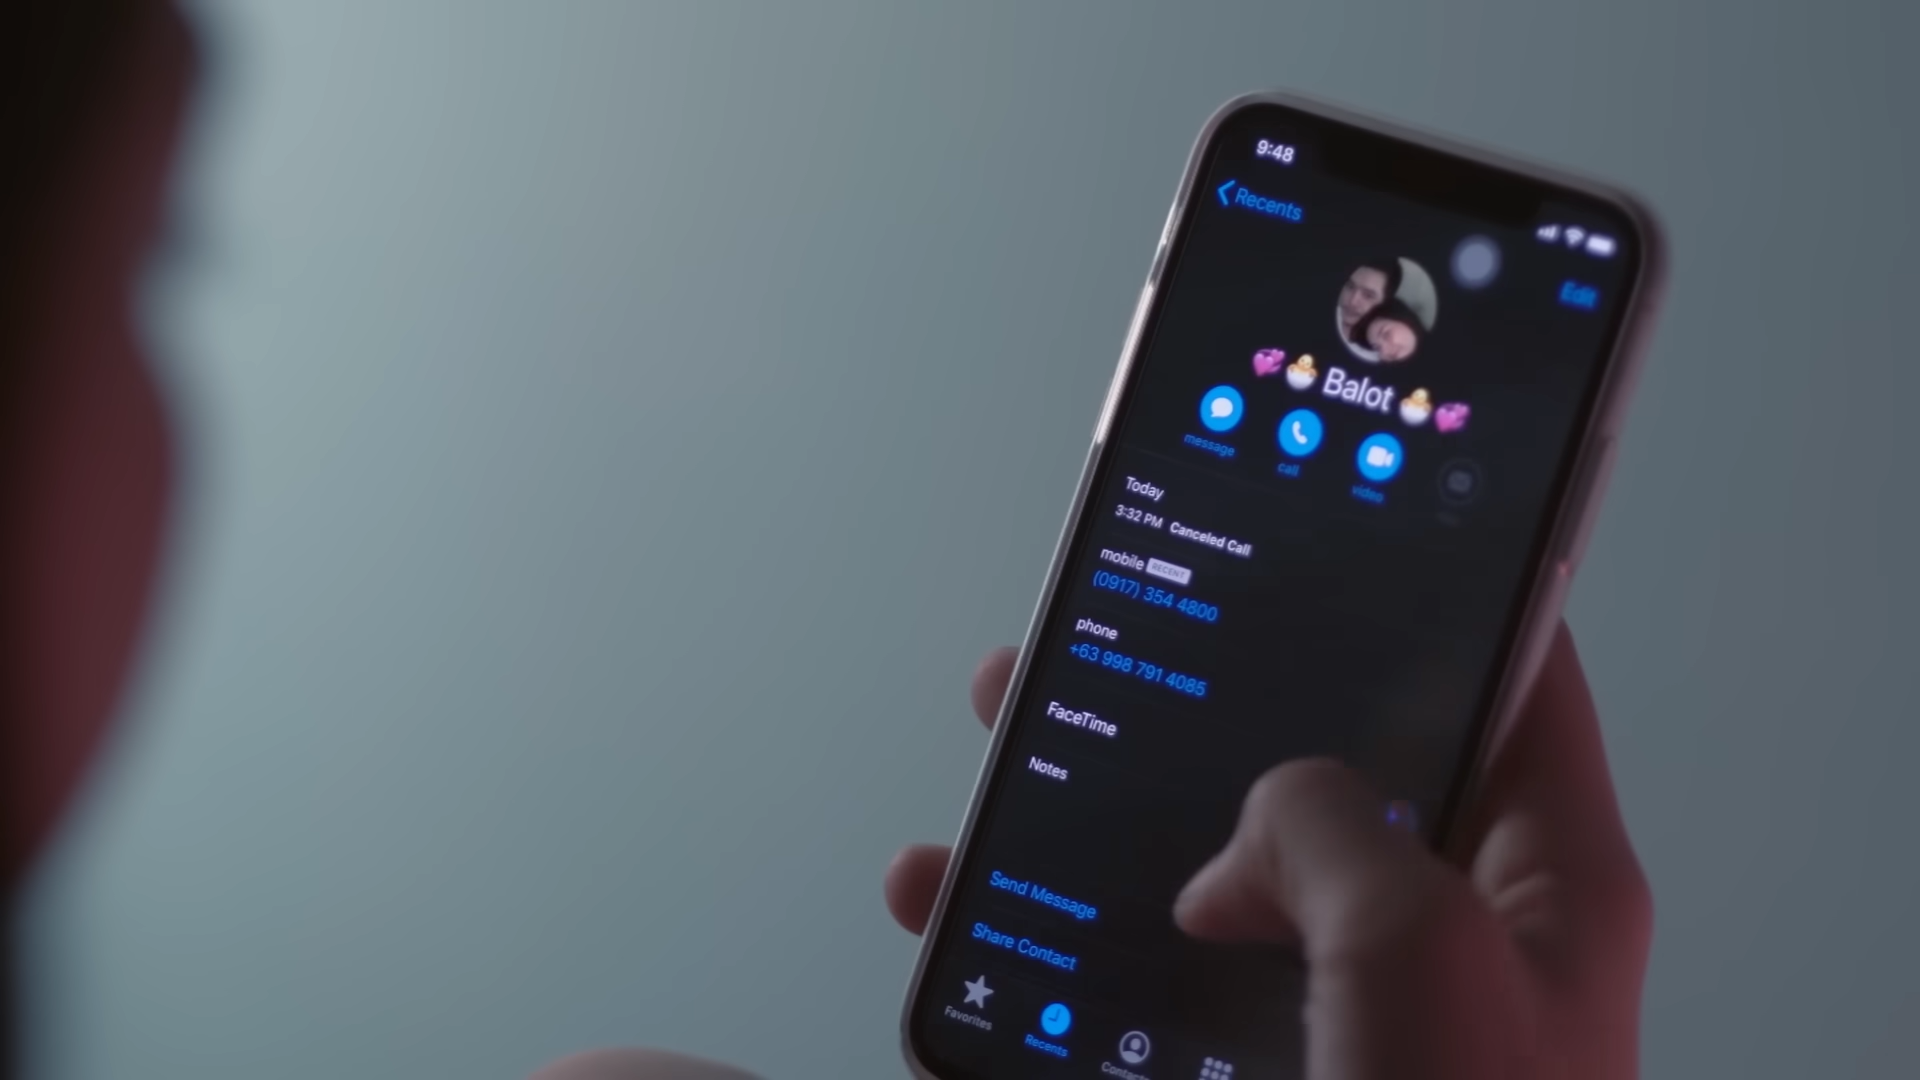 9:48
Recents
Edit
💞🐣 Balot 🐣💞
message
call
video
Today
3:32 PM Canceled Call
mobile RECENT
(0917) 354 4800
phone
+63 998 791 4085
FaceTime
Notes
Send Message
Share Contact
Favorites
Recents